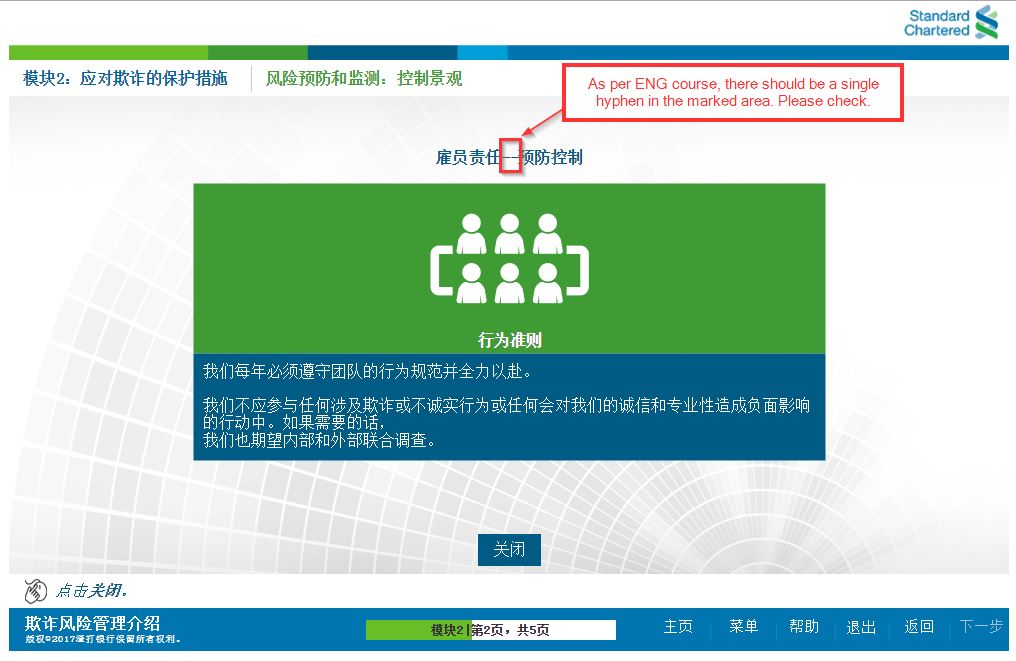 Standard
Chartered
模块2：应对欺诈的保护措施
风险预防和监测：控制景观
As per ENG course, there should be a single
hyphen in the marked area. Please check.
雇员责任--预防控制
行为准则
我们每年必须遵守团队的行为规范并全力以赴。
我们不应参与任何涉及欺诈或不诚实行为或任何会对我们的诚信和专业性造成负面影响
的行动中。如果需要的话，
我们也期望内部和外部联合调查。
关闭
点击关闭。
欺诈风险管理介绍
版权©2017渣打银行保留所有权利。
模块2|第2页，共5页
主页
菜单
帮助
退出
返回
下一步